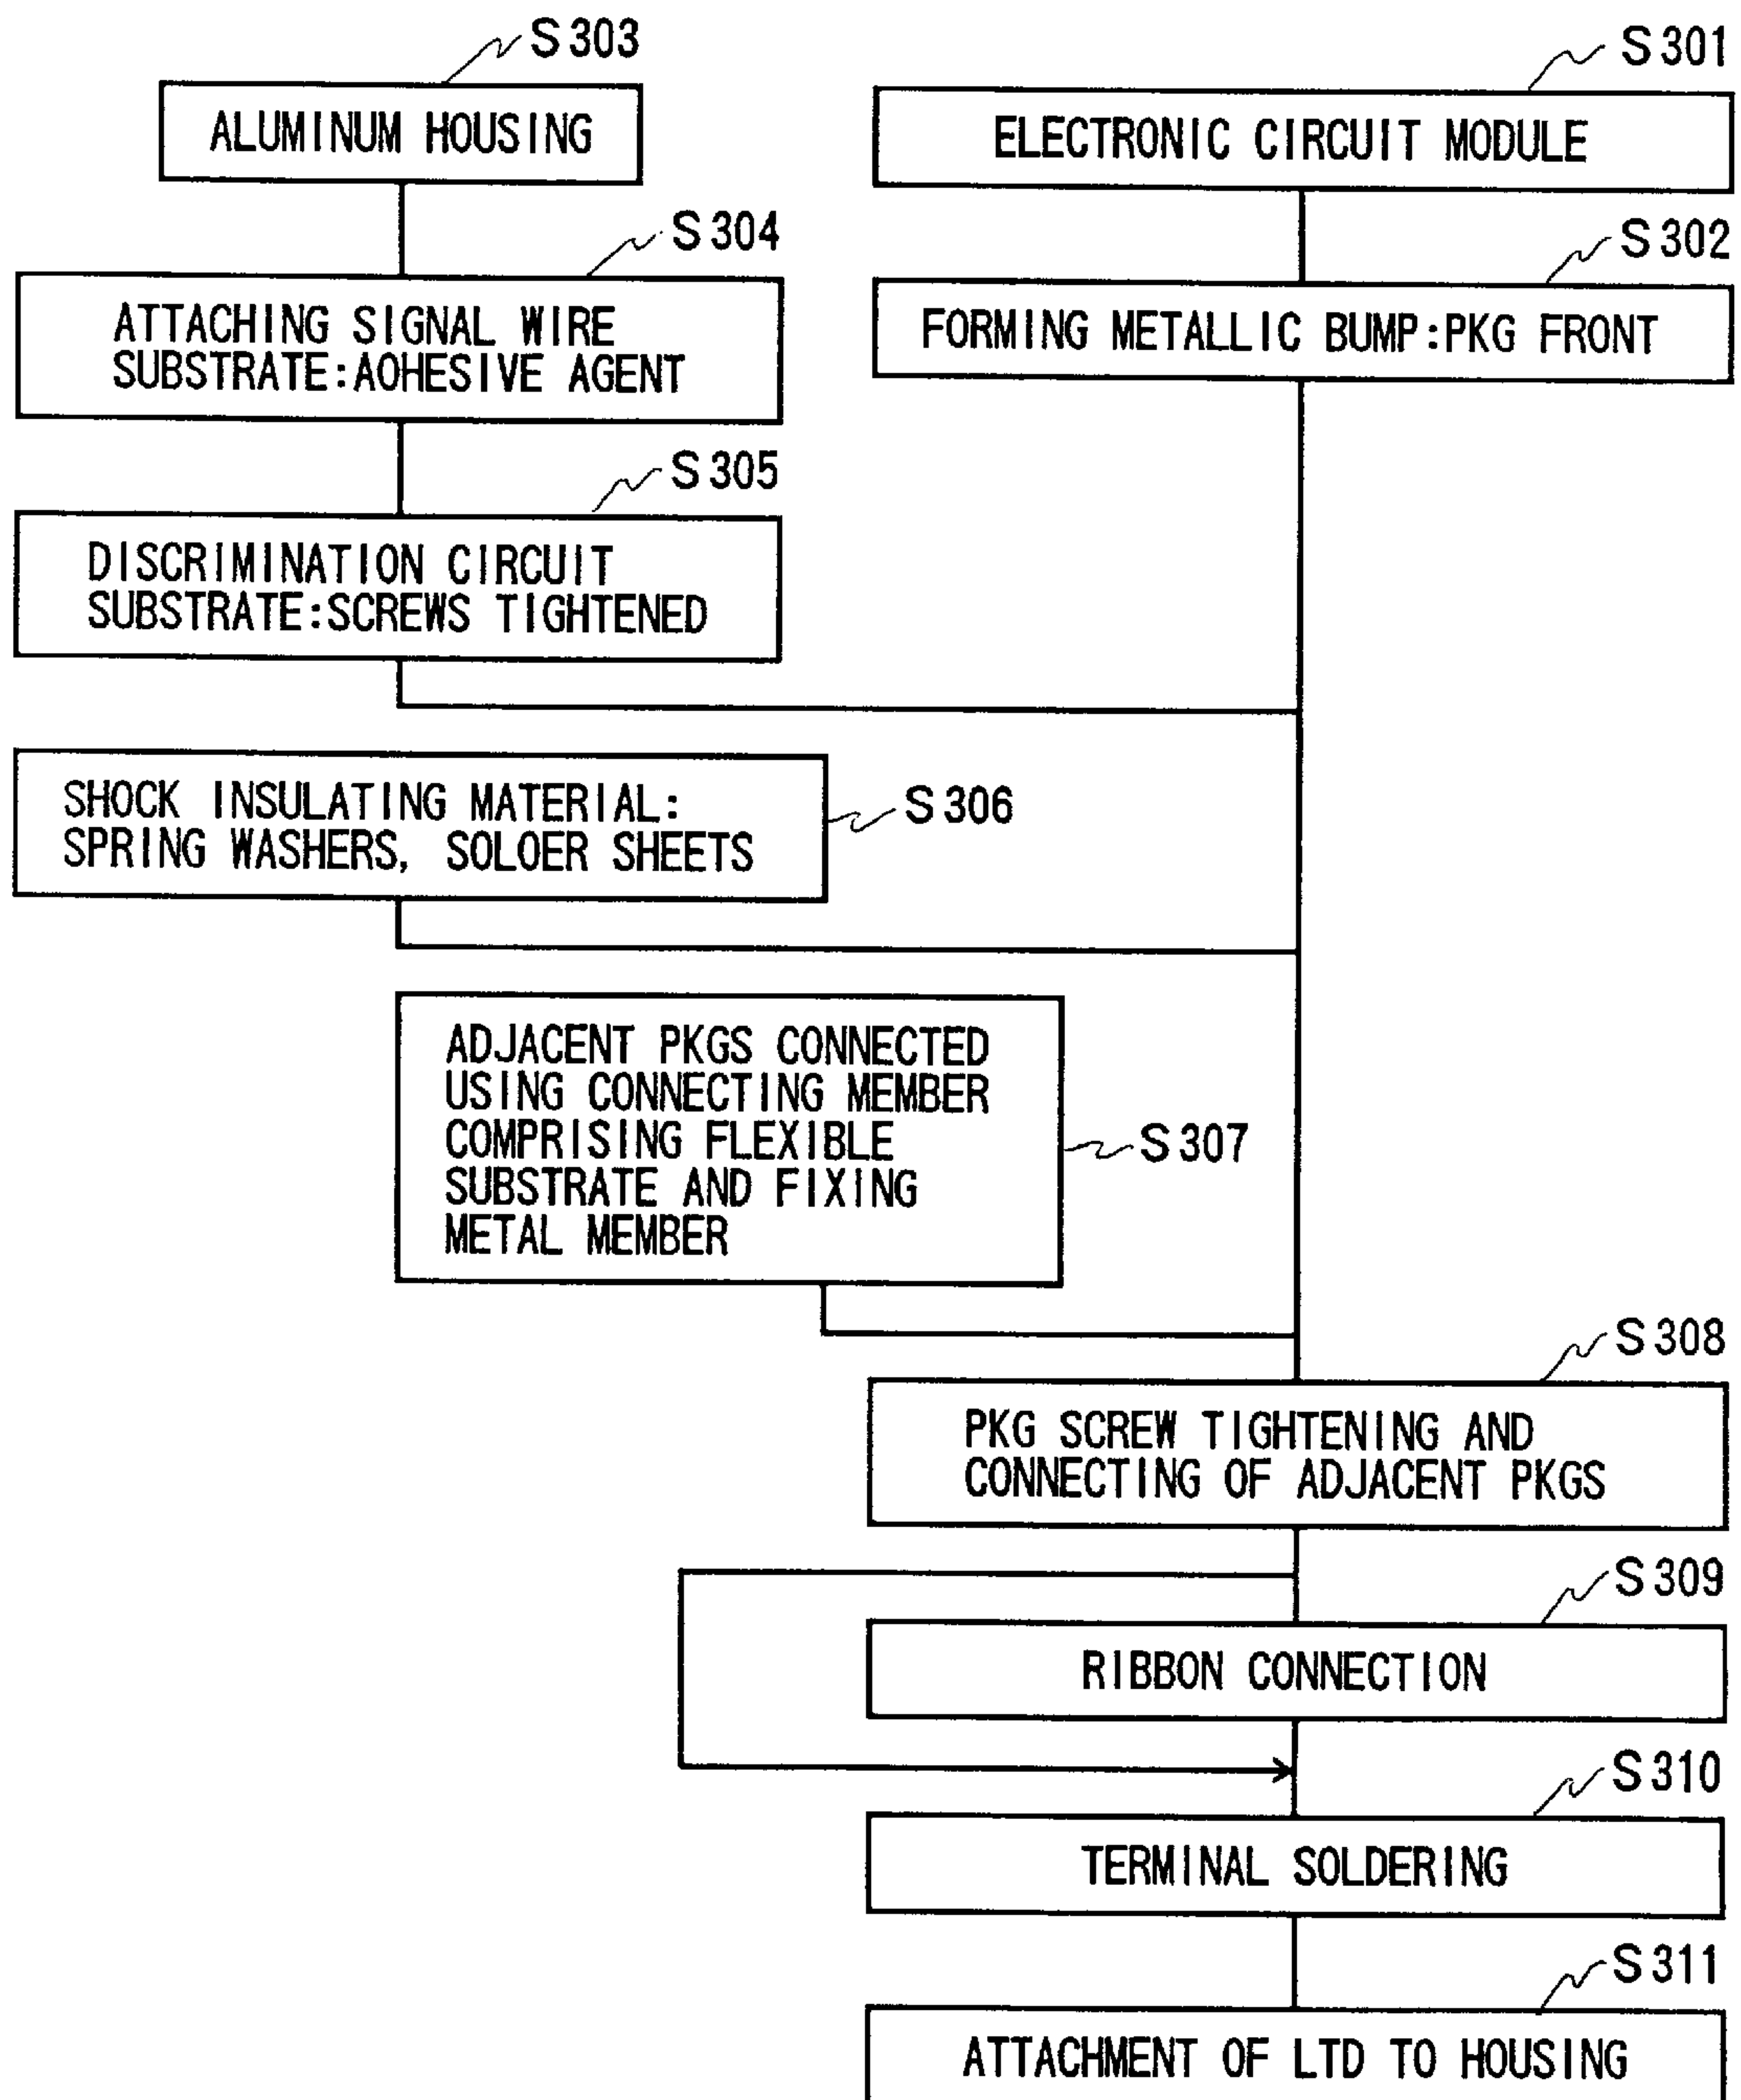 S303
ALUMINUM HOUSING
S301
ELECTRONIC CIRCUIT MODULE
S304
ATTACHING SIGNAL WIRE
SUBSTRATE:AOHESIVE AGENT
S302
FORMING METALLIC BUMP:PKG FRONT
S305
DISCRIMINATION CIRCUIT
SUBSTRATE:SCREWS TIGHTENED
SHOCK INSULATING MATERIAL:
SPRING WASHERS, SOLOER SHEETS
S306
ADJACENT PKGS CONNECTED
USING CONNECTING MEMBER
COMPRISING FLEXIBLE
SUBSTRATE AND FIXING
METAL MEMBER
S307
S308
PKG SCREW TIGHTENING AND
CONNECTING OF ADJACENT PKGS
S309
RIBBON CONNECTION
S310
TERMINAL SOLDERING
S311
ATTACHMENT OF LTD TO HOUSING